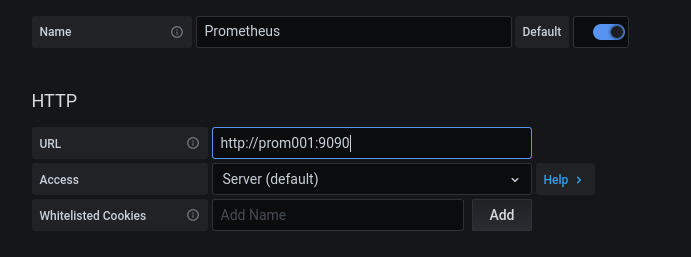 Name Prometheus Default
HTTP
URL http://prom001:9090
Access Server (default) Help
Whitelisted Cookies Add Name Add